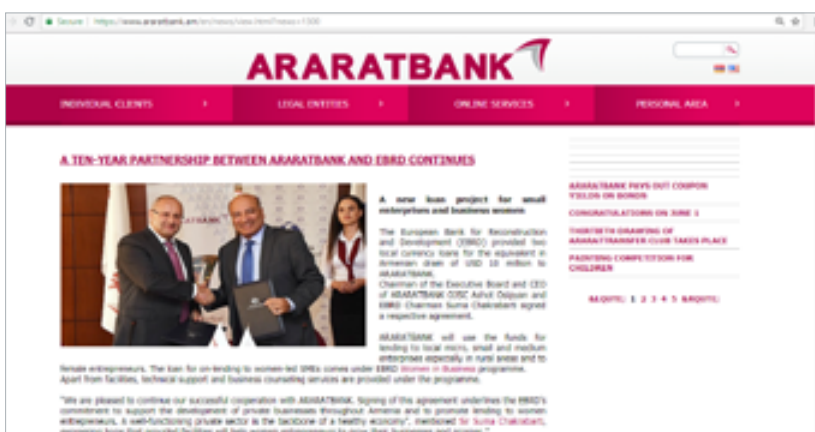 Secure | https://www.araratbank.am/en/news/view.html?news=1300
ARARATBANK
INDIVIDUAL CLIENTS
LEGAL ENTITIES
ONLINE SERVICES
PERSONAL AREA
A TEN-YEAR PARTNERSHIP BETWEEN ARARATBANK AND EBRD CONTINUES
A new loan project for small
enterprises and business women
The European Bank for Reconstruction
and Development (EBRD) provided two
local currency loans for the equivalent in
Armenian dram of USD 10 million to
ARARATBANK.
Chairman of the Executive Board and CEO
of ARARATBANK OJSC Ashot Osipyan and
EBRD Chairman Suma Chakrabarti signed
a respective agreement.
ARARATBANK will use the funds for
lending to local micro, small and medium
enterprises especially in rural areas and to
female entrepreneurs. The loan for on-lending to women-led SMEs comes under EBRD Women in Business programme.
Apart from facilities, technical support and business counseling services are provided under the programme.
"We are pleased to continue our successful cooperation with ARARATBANK. Signing of this agreement underlines the EBRD's
commitment to support the development of private businesses throughout Armenia and to promote lending to women
entrepreneurs. A well-functioning private sector is the backbone of a healthy economy", mentioned Sir Suma Chakrabarti,
ARARATBANK PAYS OUT COUPON
YIELDS ON BONDS
CONGRATULATIONS ON JUNE 1
THIRTIETH DRAWING OF
ARARATTRANSFER CLUB TAKES PLACE
PAINTING COMPETITION FOR
CHILDREN
1 2 3 4 5